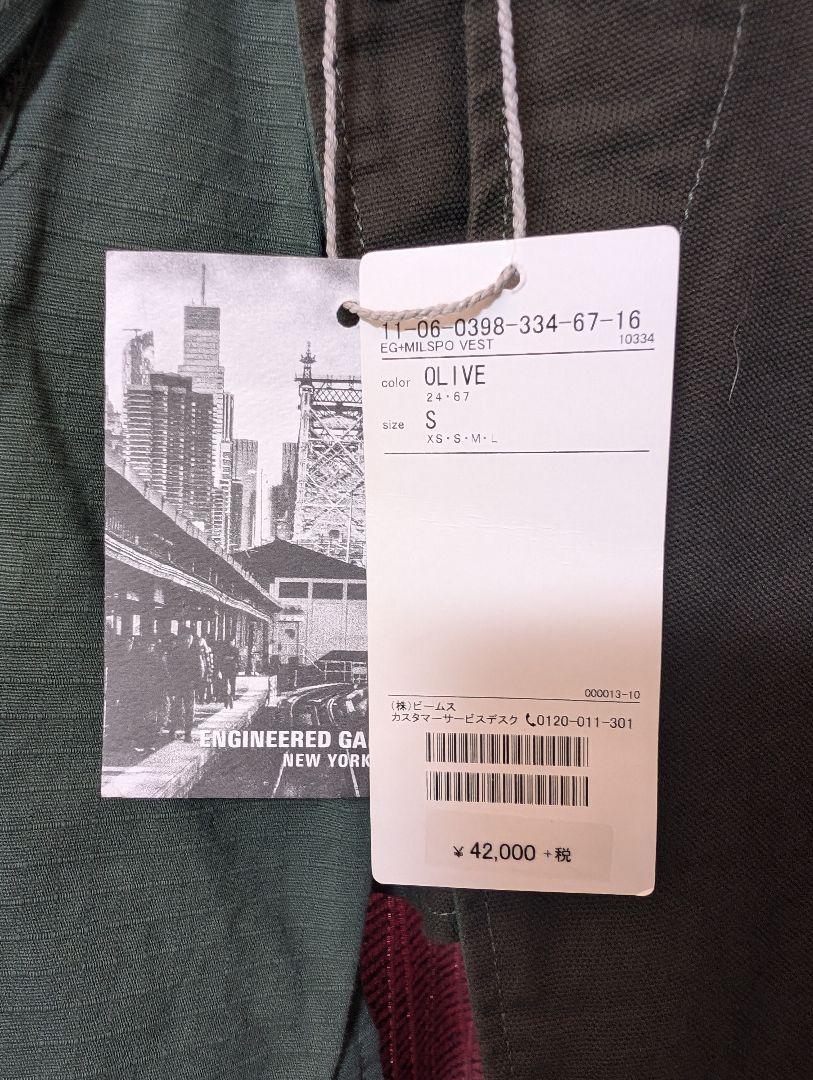 11-06-0398-334-67-16
EG+MILSPO VEST 10334
color OLIVE
24・67
size S
XS・S・M・L
000013-10
(株)ビームス
カスタマーサービスデスク 0120-011-301
¥ 42,000 +税
ENGINEERED GA
NEW YORK